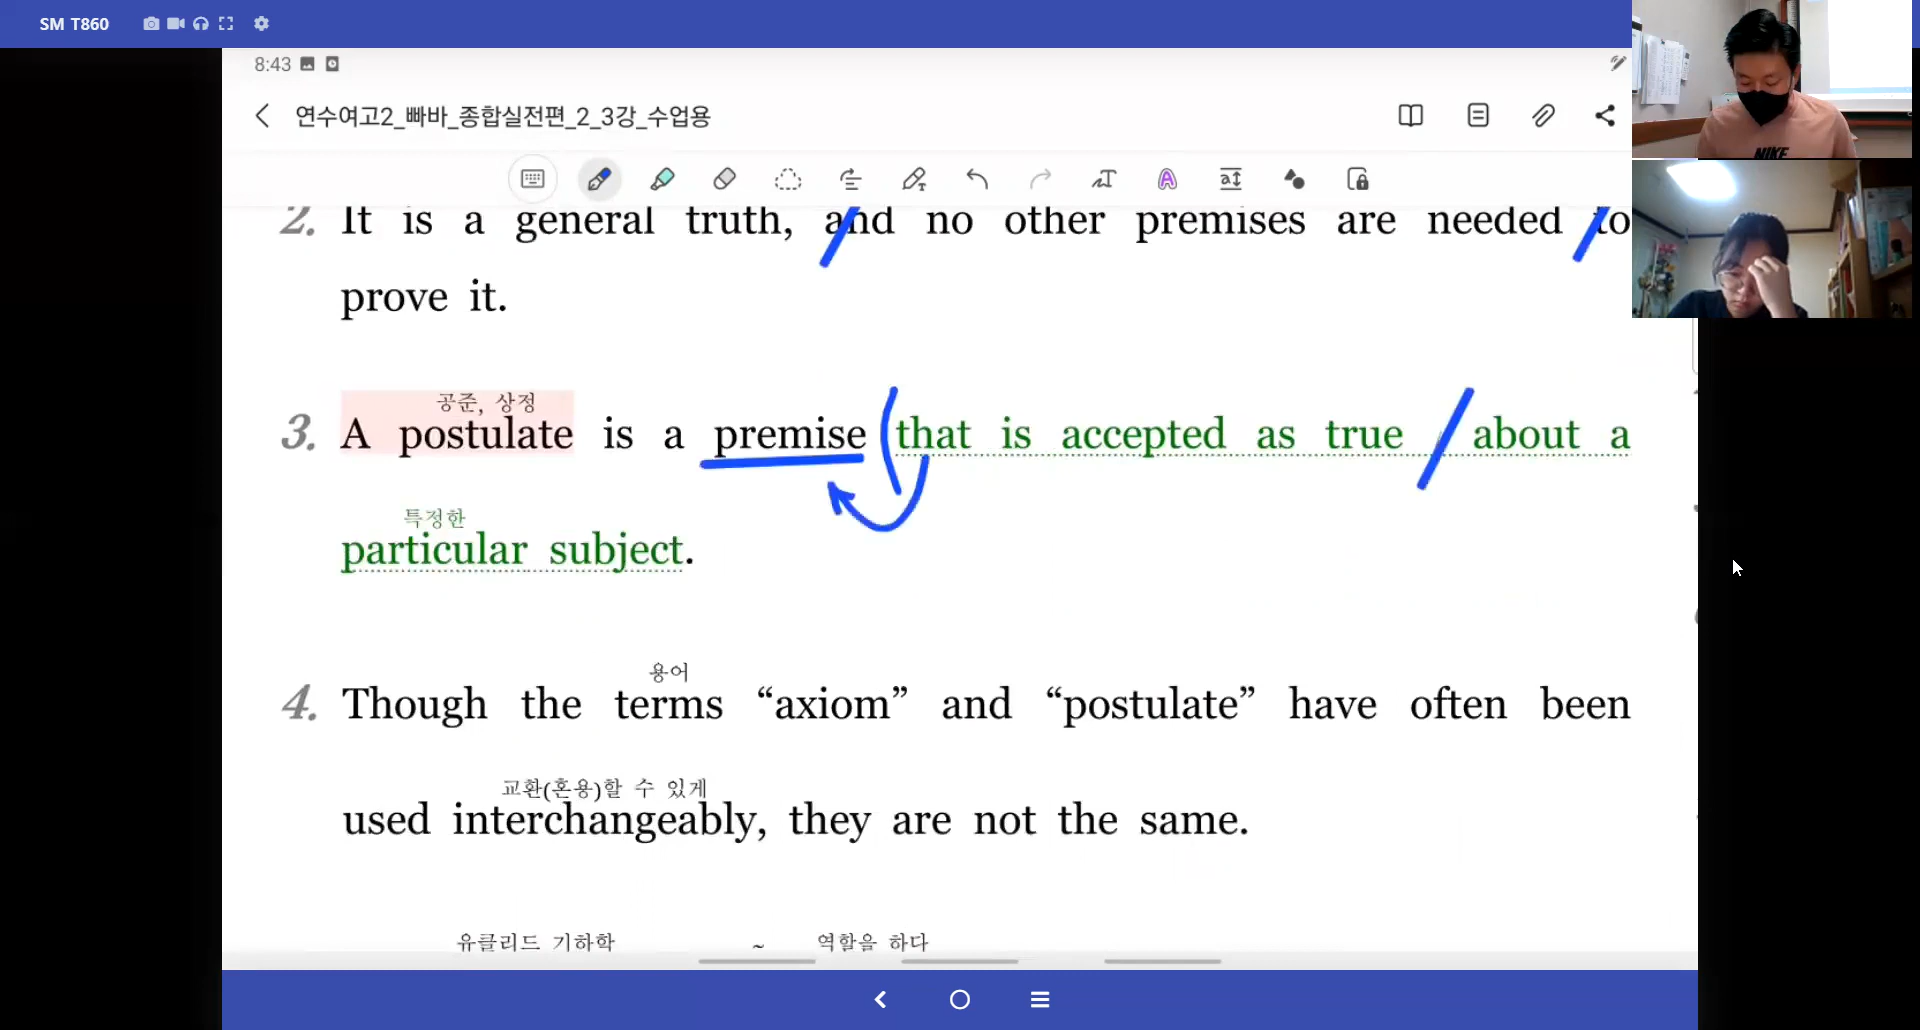 SM T860
8:43
연수여고2_빠바_종합실전편_2_3강_수업용
2. It is a general truth, and no other premises are needed to
prove it.
공준, 상정
3. A postulate is a premise that is accepted as true about a
특정한
particular subject.
용어
4. Though the terms “axiom” and “postulate” have often been
교환(혼용)할 수 있게
used interchangeably, they are not the same.
유클리드 기하학 ~ 역할을 하다
NIKE